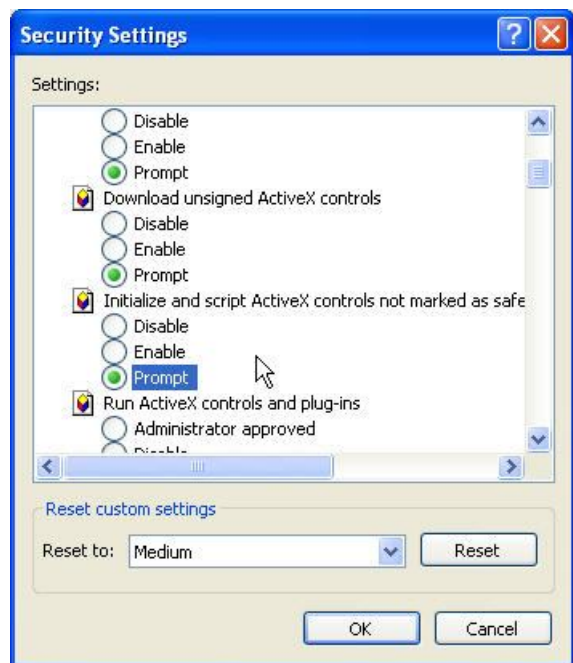 Security Settings
Settings:
Disable
Enable
Prompt
Download unsigned ActiveX controls
Disable
Enable
Prompt
Initialize and script ActiveX controls not marked as safe
Disable
Enable
Prompt
Run ActiveX controls and plug-ins
Administrator approved
Disable
Reset custom settings
Reset to: Medium Reset
OK Cancel